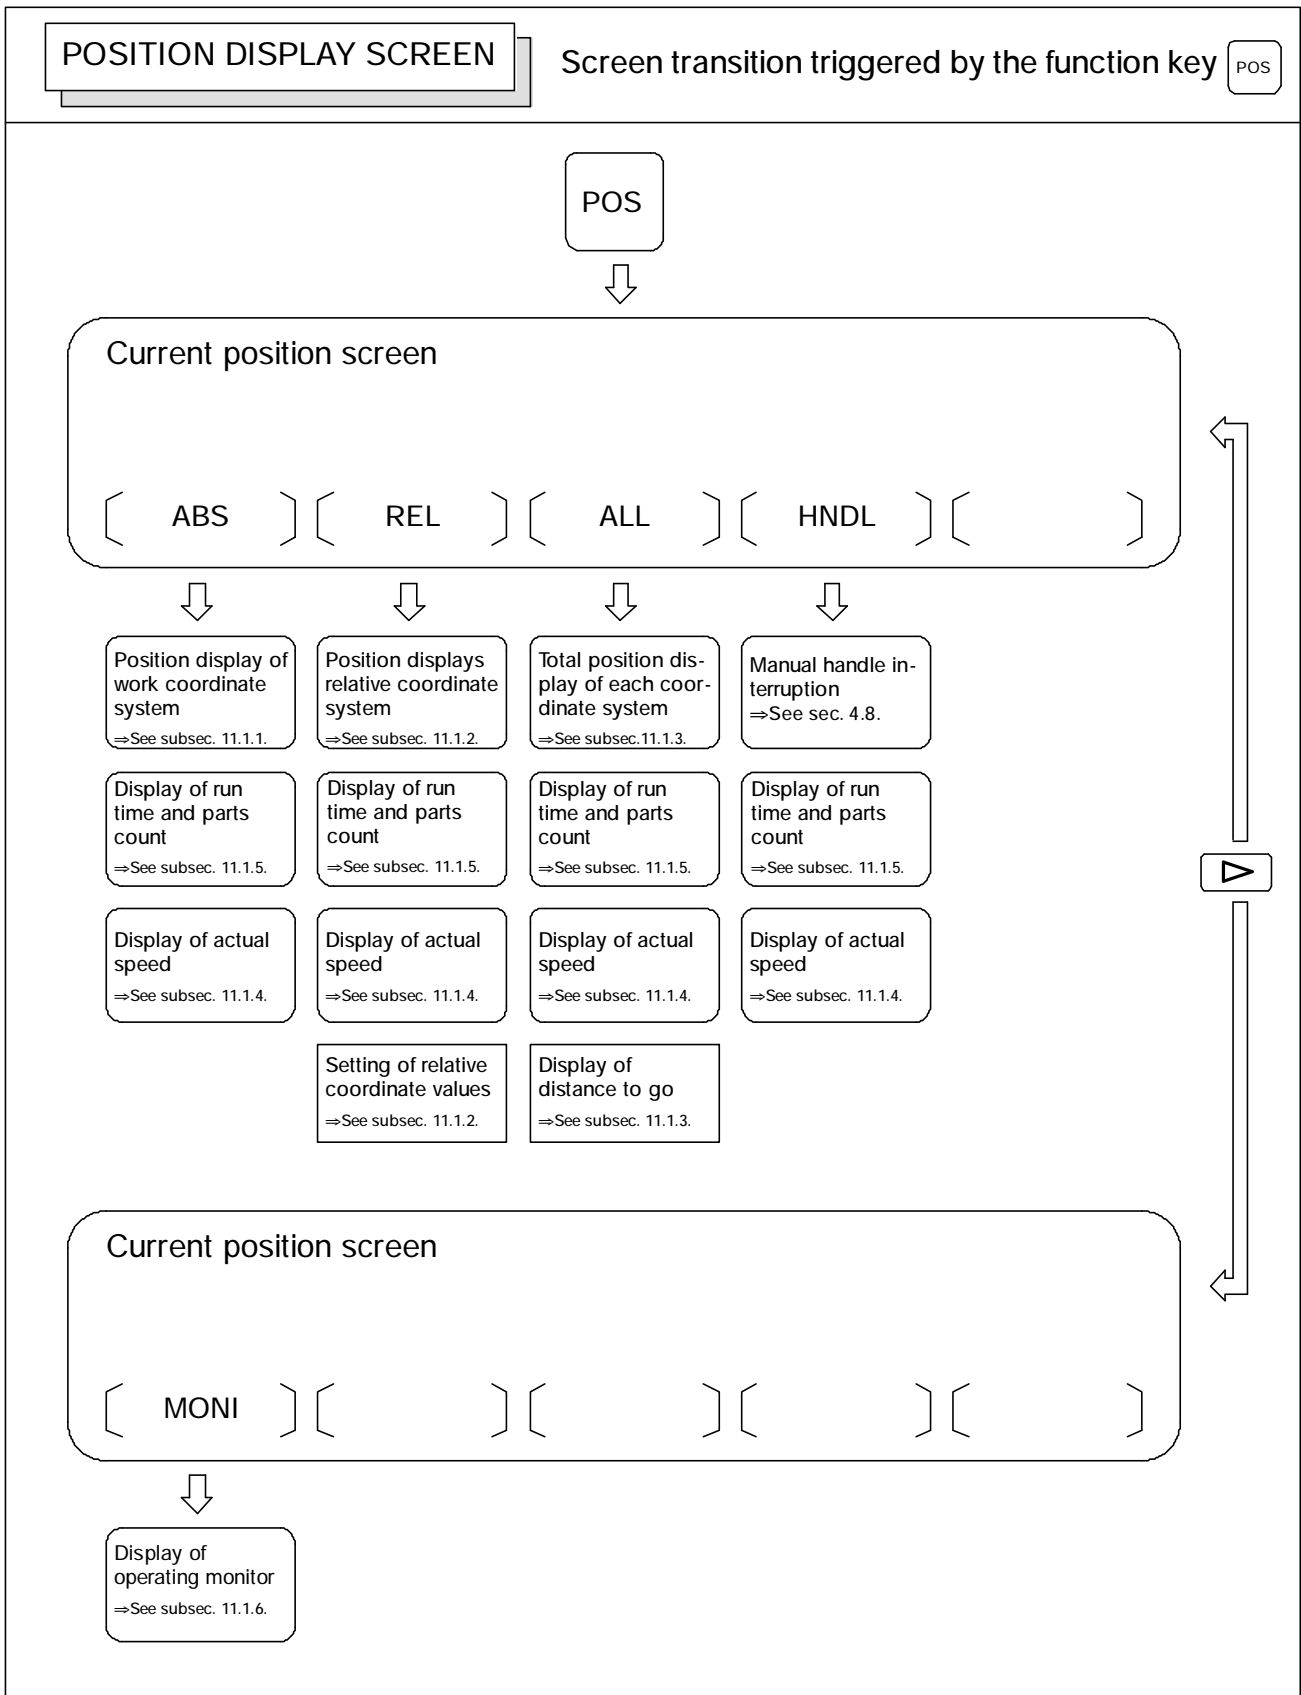 POSITION DISPLAY SCREEN
Screen transition triggered by the function key POS
POS
Current position screen
[ ABS ] [ REL ] [ ALL ] [ HNDL ] [ ]
Position display of
work coordinate
system
⇒See subsec. 11.1.1.
Position displays
relative coordinate
system
⇒See subsec. 11.1.2.
Total position dis-
play of each coor-
dinate system
⇒See subsec.11.1.3.
Manual handle in-
terruption
⇒See sec. 4.8.
Display of run
time and parts
count
⇒See subsec. 11.1.5.
Display of run
time and parts
count
⇒See subsec. 11.1.5.
Display of run
time and parts
count
⇒See subsec. 11.1.5.
Display of run
time and parts
count
⇒See subsec. 11.1.5.
Display of actual
speed
⇒See subsec. 11.1.4.
Display of actual
speed
⇒See subsec. 11.1.4.
Display of actual
speed
⇒See subsec. 11.1.4.
Display of actual
speed
⇒See subsec. 11.1.4.
Setting of relative
coordinate values
⇒See subsec. 11.1.2.
Display of
distance to go
⇒See subsec. 11.1.3.
Current position screen
[ MONI ] [ ] [ ] [ ] [ ]
Display of
operating monitor
⇒See subsec. 11.1.6.